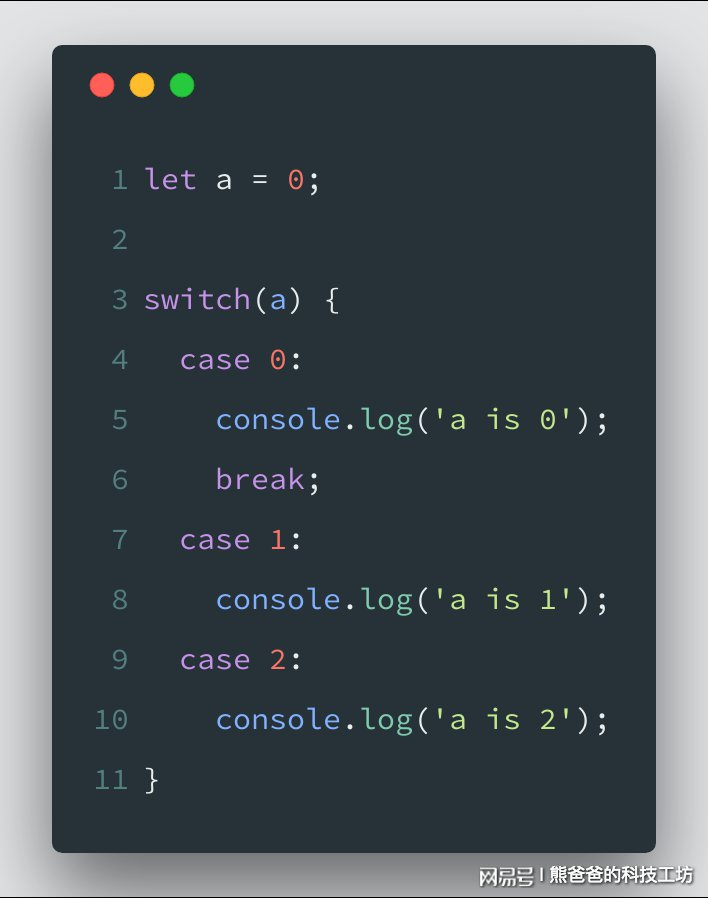 1 let a = 0;
2
3 switch(a) {
4   case 0:
5     console.log('a is 0');
6     break;
7   case 1:
8     console.log('a is 1');
9   case 2:
10     console.log('a is 2');
11 }
网易号 | 熊爸爸的科技工坊